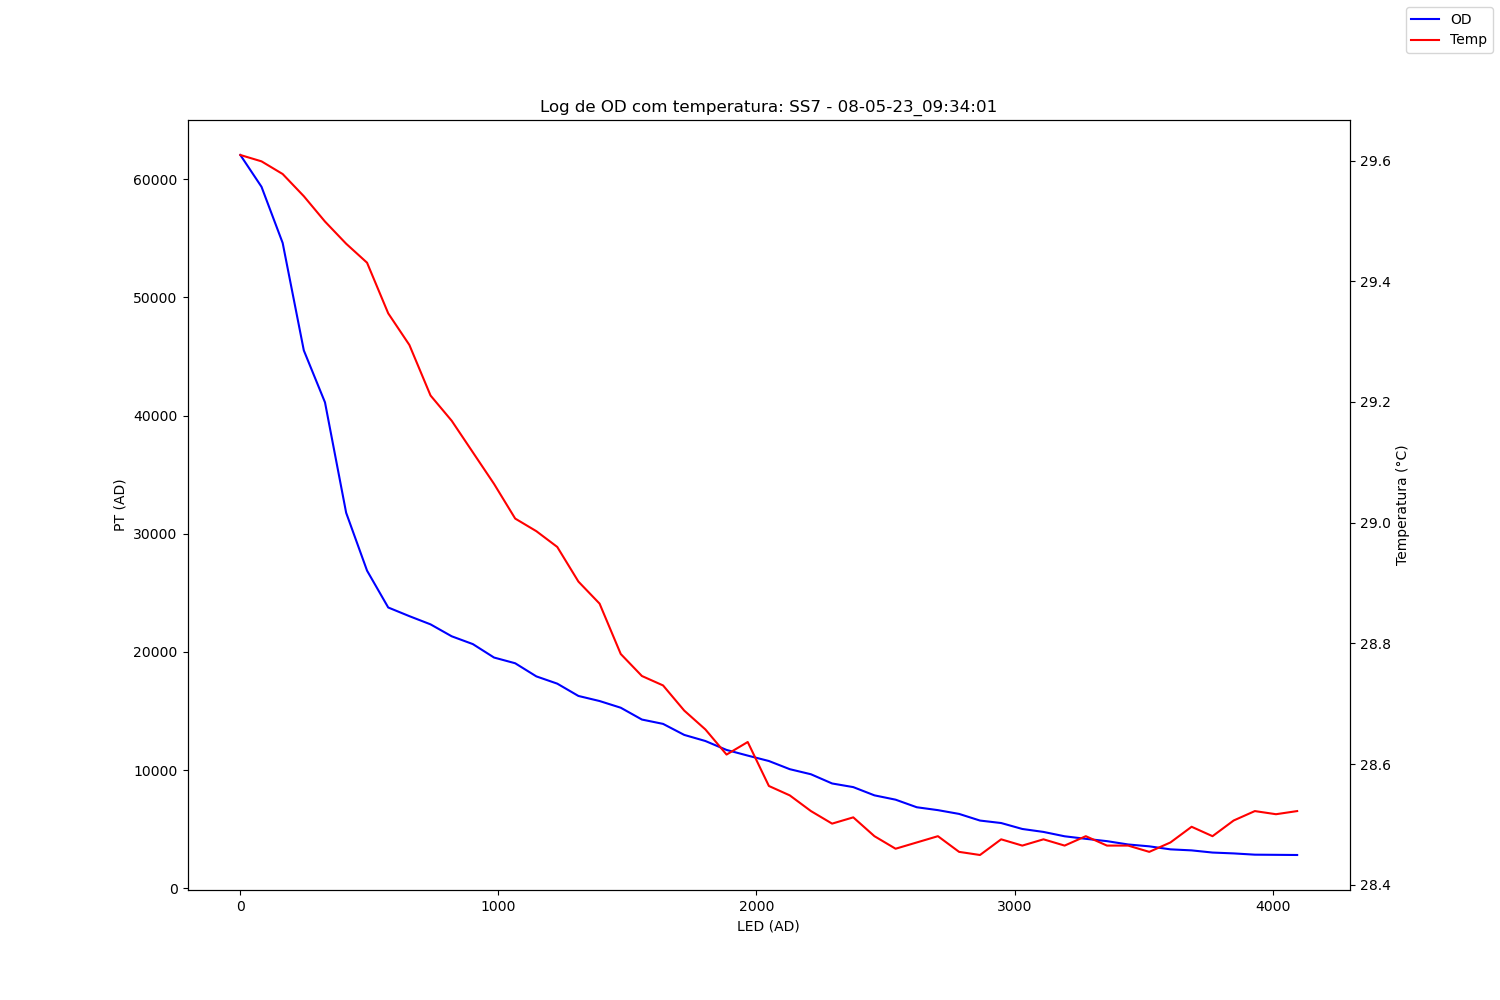 OD
Temp
Log de OD com temperatura: SS7 - 08-05-23_09:34:01
60000
50000
40000
30000
20000
10000
0
PT (AD)
29.6
29.4
29.2
29.0
28.8
28.6
28.4
Temperatura (°C)
0 1000 2000 3000 4000
LED (AD)